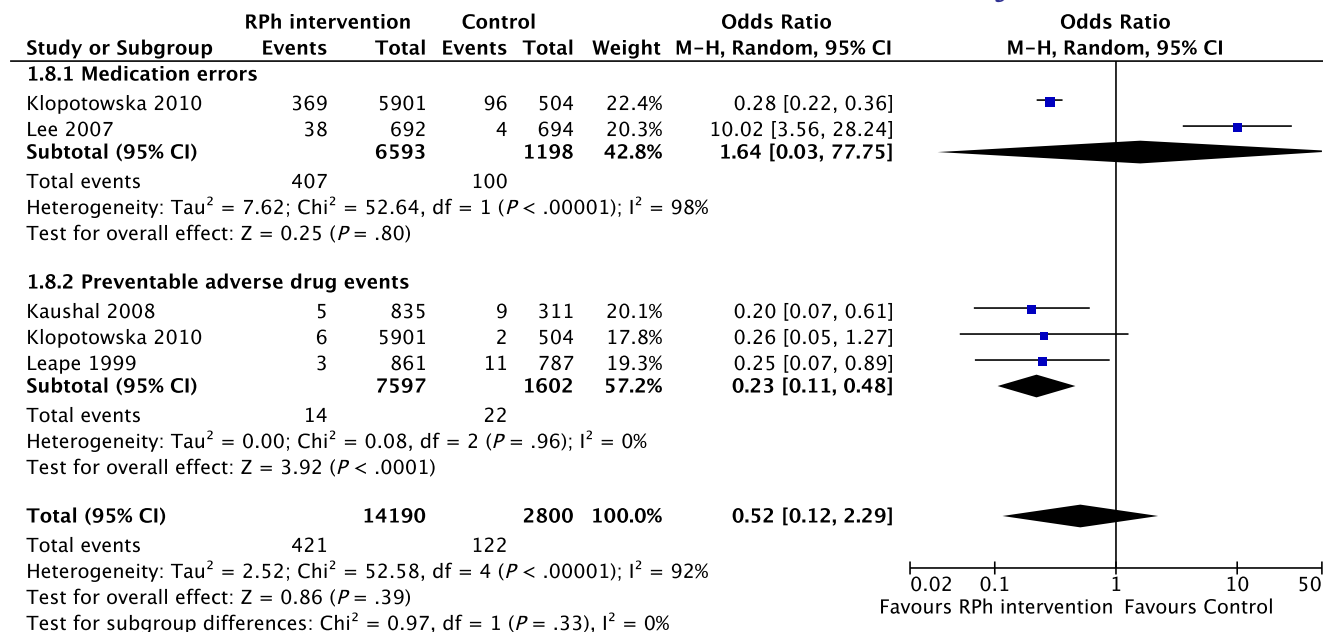 RPh intervention Control Odds Ratio Odds Ratio
Study or Subgroup Events Total Events Total Weight M-H, Random, 95% CI M-H, Random, 95% CI
1.8.1 Medication errors
Klopotowska 2010 369 5901 96 504 22.4% 0.28 [0.22, 0.36]
Lee 2007 38 692 4 694 20.3% 10.02 [3.56, 28.24]
Subtotal (95% CI) 6593 1198 42.8% 1.64 [0.03, 77.75]
Total events 407 100
Heterogeneity: Tau² = 7.62; Chi² = 52.64, df = 1 (P < .00001); I² = 98%
Test for overall effect: Z = 0.25 (P = .80)
1.8.2 Preventable adverse drug events
Kaushal 2008 5 835 9 311 20.1% 0.20 [0.07, 0.61]
Klopotowska 2010 6 5901 2 504 17.8% 0.26 [0.05, 1.27]
Leape 1999 3 861 11 787 19.3% 0.25 [0.07, 0.89]
Subtotal (95% CI) 7597 1602 57.2% 0.23 [0.11, 0.48]
Total events 14 22
Heterogeneity: Tau² = 0.00; Chi² = 0.08, df = 2 (P = .96); I² = 0%
Test for overall effect: Z = 3.92 (P < .0001)
Total (95% CI) 14190 2800 100.0% 0.52 [0.12, 2.29]
Total events 421 122
Heterogeneity: Tau² = 2.52; Chi² = 52.58, df = 4 (P < .00001); I² = 92%
Test for overall effect: Z = 0.86 (P = .39)
Test for subgroup differences: Chi² = 0.97, df = 1 (P = .33), I² = 0%
0.02 0.1 1 10 50
Favours RPh intervention Favours Control